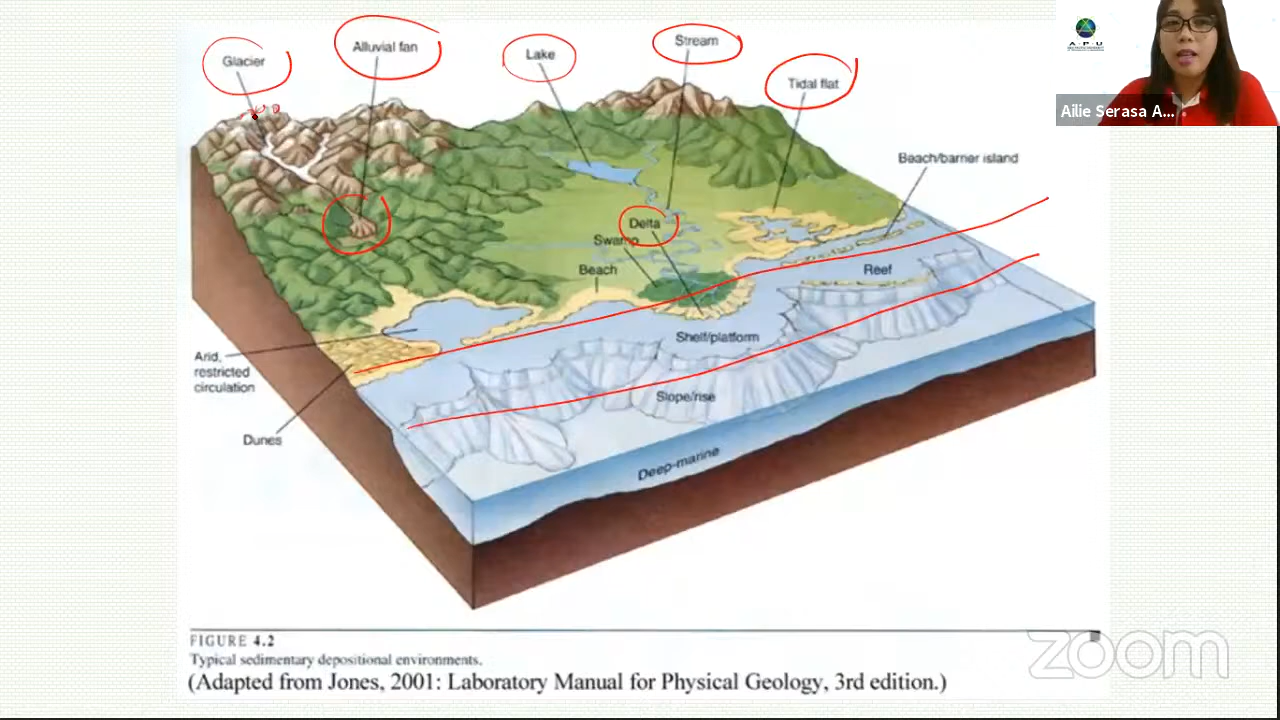 Glacier
Alluvial fan
Lake
Stream
Tidal flat
A P U
Ailie Serasa A...
Beach/barrier island
Delta
Swamp
Beach
Reef
Shelf/platform
Arid,
restricted
circulation
Slope/rise
Dunes
Deep-marine
FIGURE 4.2
Typical sedimentary depositional environments.
(Adapted from Jones, 2001: Laboratory Manual for Physical Geology, 3rd edition.)
zoom